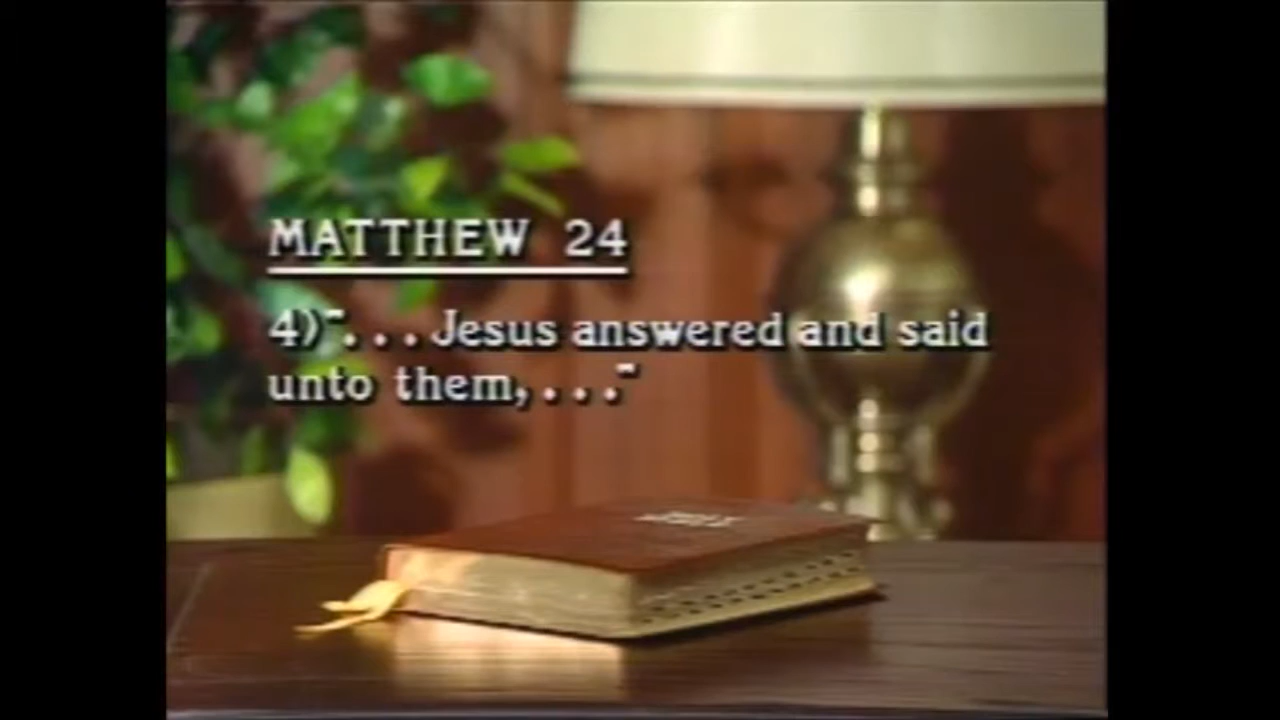 MATTHEW 24
4)"...Jesus answered and said
unto them,..."